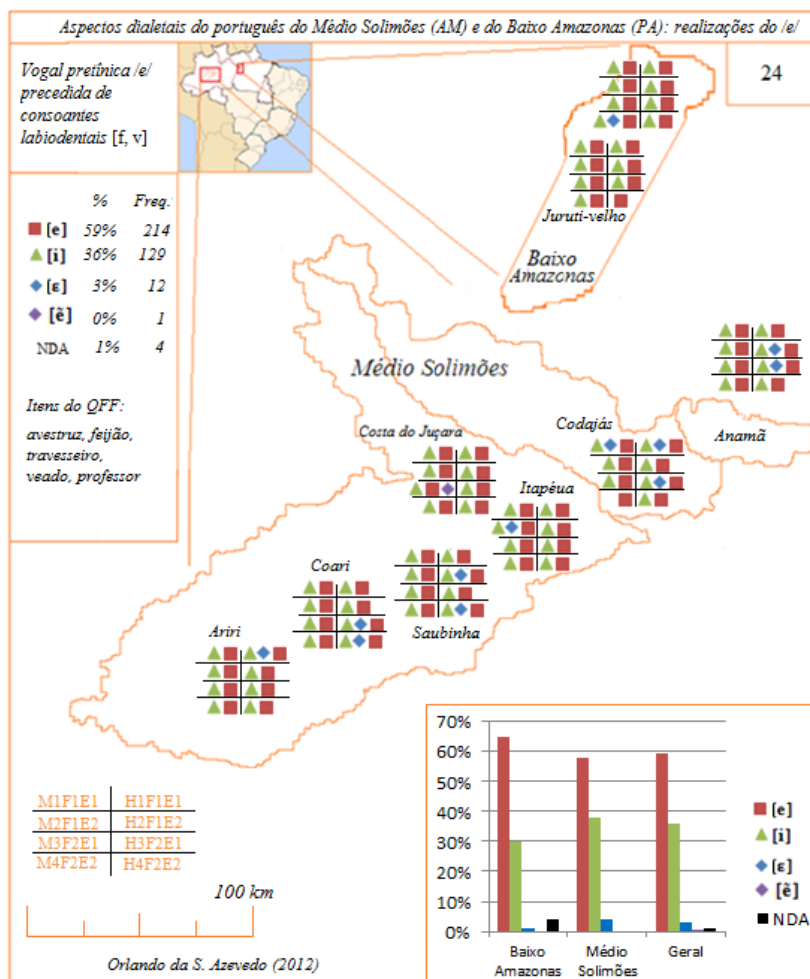 Aspectos dialetais do português do Médio Solimões (AM) e do Baixo Amazonas (PA): realizações do /e/
Vogal pretînica /e/
precedida de
consoantes
labiodentais [f, v]
24
% Freq.
[e] 59% 214
[i] 36% 129
[ɛ] 3% 12
[ẽ] 0% 1
NDA 1% 4
Itens do QFF:
avestruz, feijão,
travesseiro,
veado, professor
Juruti-velho
Baixo
Amazonas
Médio Solimões
Costa do Juçara
Codajás
Anamã
Itapéua
Coari
Saubinha
Ariri
M1F1E1 H1F1E1
M2F1E2 H2F1E2
M3F2E1 H3F2E1
M4F2E2 H4F2E2
100 km
Orlando da S. Azevedo (2012)
70%
60%
50%
40%
30%
20%
10%
0%
Baixo
Amazonas
Médio
Solimões
Geral
[e]
[i]
[ɛ]
[ẽ]
NDA